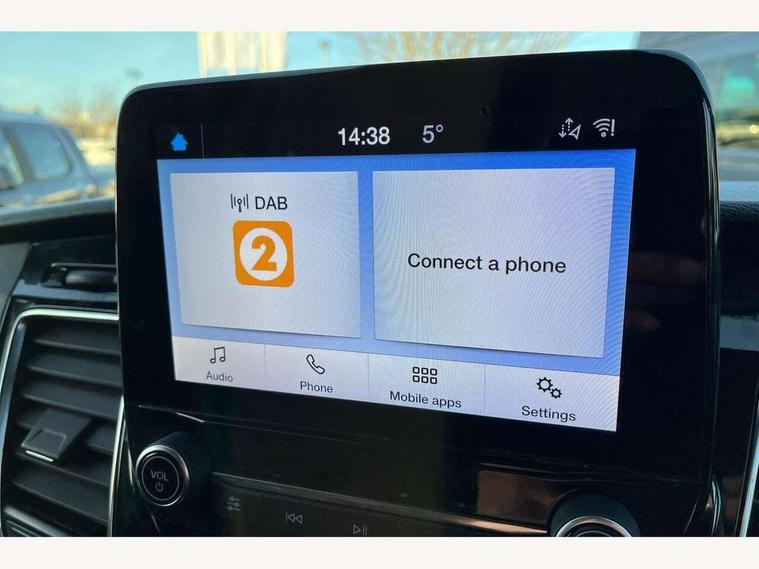 14:38 5°
DAB
2
Connect a phone
Audio
Phone
Mobile apps
Settings
VOL